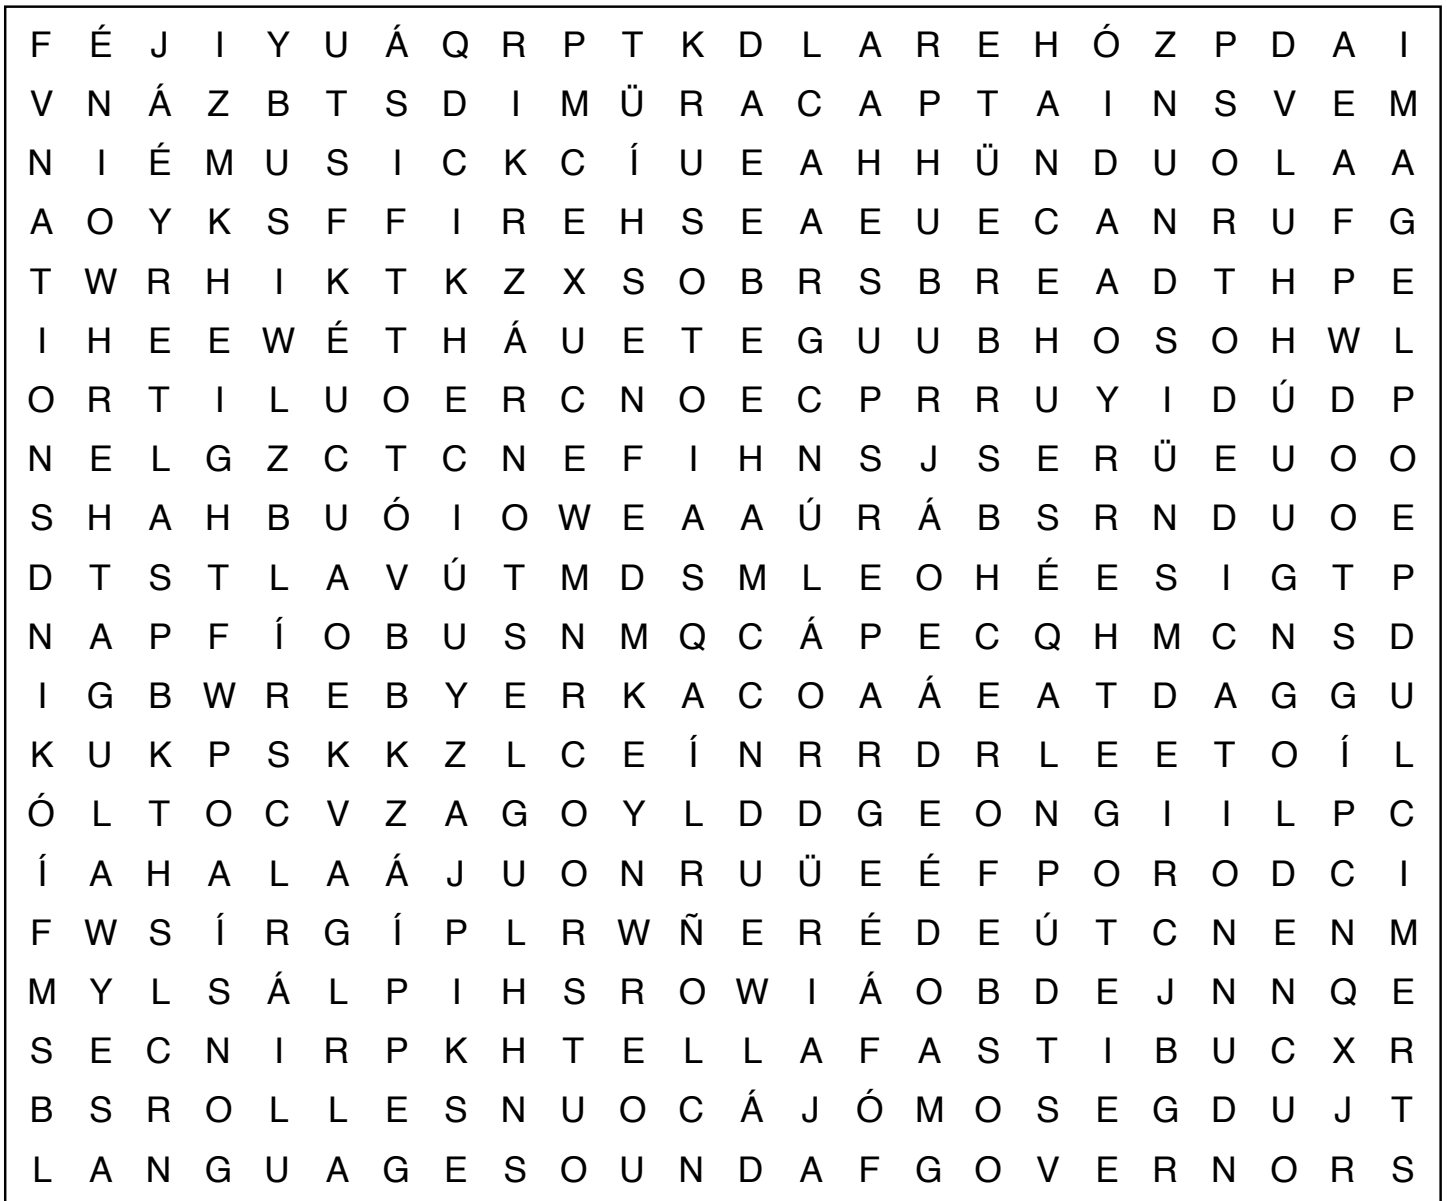 F É J I Y U Á Q R P T K D L A R E H Ó Z P D A I
V N Á Z B T S D I M Ü R A C A P T A I N S V E M
N I É M U S I C K C Í U E A H H Ü N D U O L A A
A O Y K S F F I R E H S E A E U E C A N R U F G
T W R H I K T K Z X S O B R S B R E A D T H P E
I H E E W É T H Á U E T E G U U B H O S O H W L
O R T I L U O E R C N O E C P R R U Y I D Ú D P
N E L G Z C T C N E F I H N S J S E R Ü E U O O
S H A H B U Ó I O W E A A Ú R Á B S R N D U O E
D T S T L A V Ú T M D S M L E O H É E S I G T P
N A P F Í O B U S N M Q C Á P E C Q H M C N S D
I G B W R E B Y E R K A C O A Á E A T D A G G U
K U K P S K K Z L C E Í N R R D R L E E T O Í L
Ó L T O C V Z A G O Y L D D G E O N G I I L P C
Í A H A L A Á J U O N R U Ü E É F P O R O D C I
F W S Í R G Í P L R W Ñ E R É D E Ú T C N E N M
M Y L S Á L P I H S R O W I Á O B D E J N N Q E
S E C N I R P K H T E L L A F A S T I B U C X R
B S R O L L E S N U O C Á J Ó M O S E G D U J T
L A N G U A G E S O U N D A F G O V E R N O R S